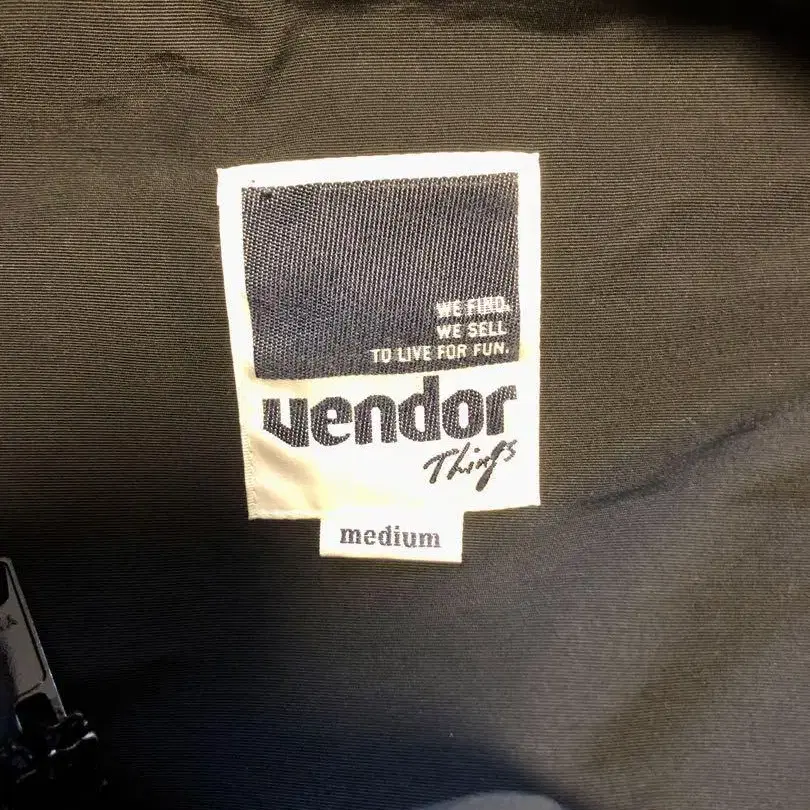 WE FIND.
WE SELL
TO LIVE FOR FUN.
vendor
Things
medium